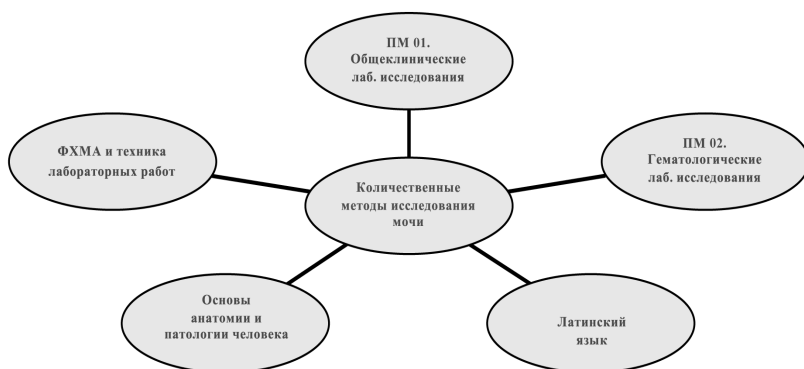 ПМ 01.
Общеклинические
лаб. исследования
ФХМА и техника
лабораторных работ
ПМ 02.
Гематологические
лаб. исследования
Количественные
методы исследования
мочи
Основы
анатомии и
патологии человека
Латинский
язык